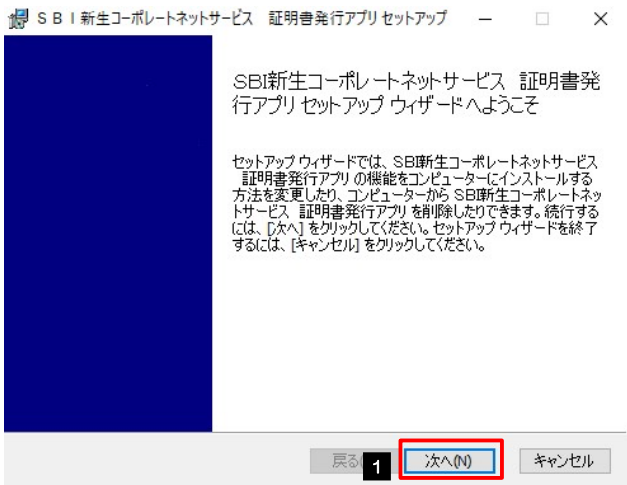 ＳＢＩ新生コーポレートネットサービス　証明書発行アプリ セットアップ
SBI新生コーポレートネットサービス　証明書発
行アプリ セットアップ ウィザードへようこそ
セットアップ ウィザードでは、SBI新生コーポレートネットサービス
　証明書発行アプリ の機能をコンピューターにインストールする
方法を変更したり、コンピューターから SBI新生コーポレートネッ
トサービス　証明書発行アプリ を削除したりできます。続行する
には、[次へ] をクリックしてください。セットアップ ウィザードを終了
するには、[キャンセル] をクリックしてください。
戻る 1 次へ(N) キャンセル